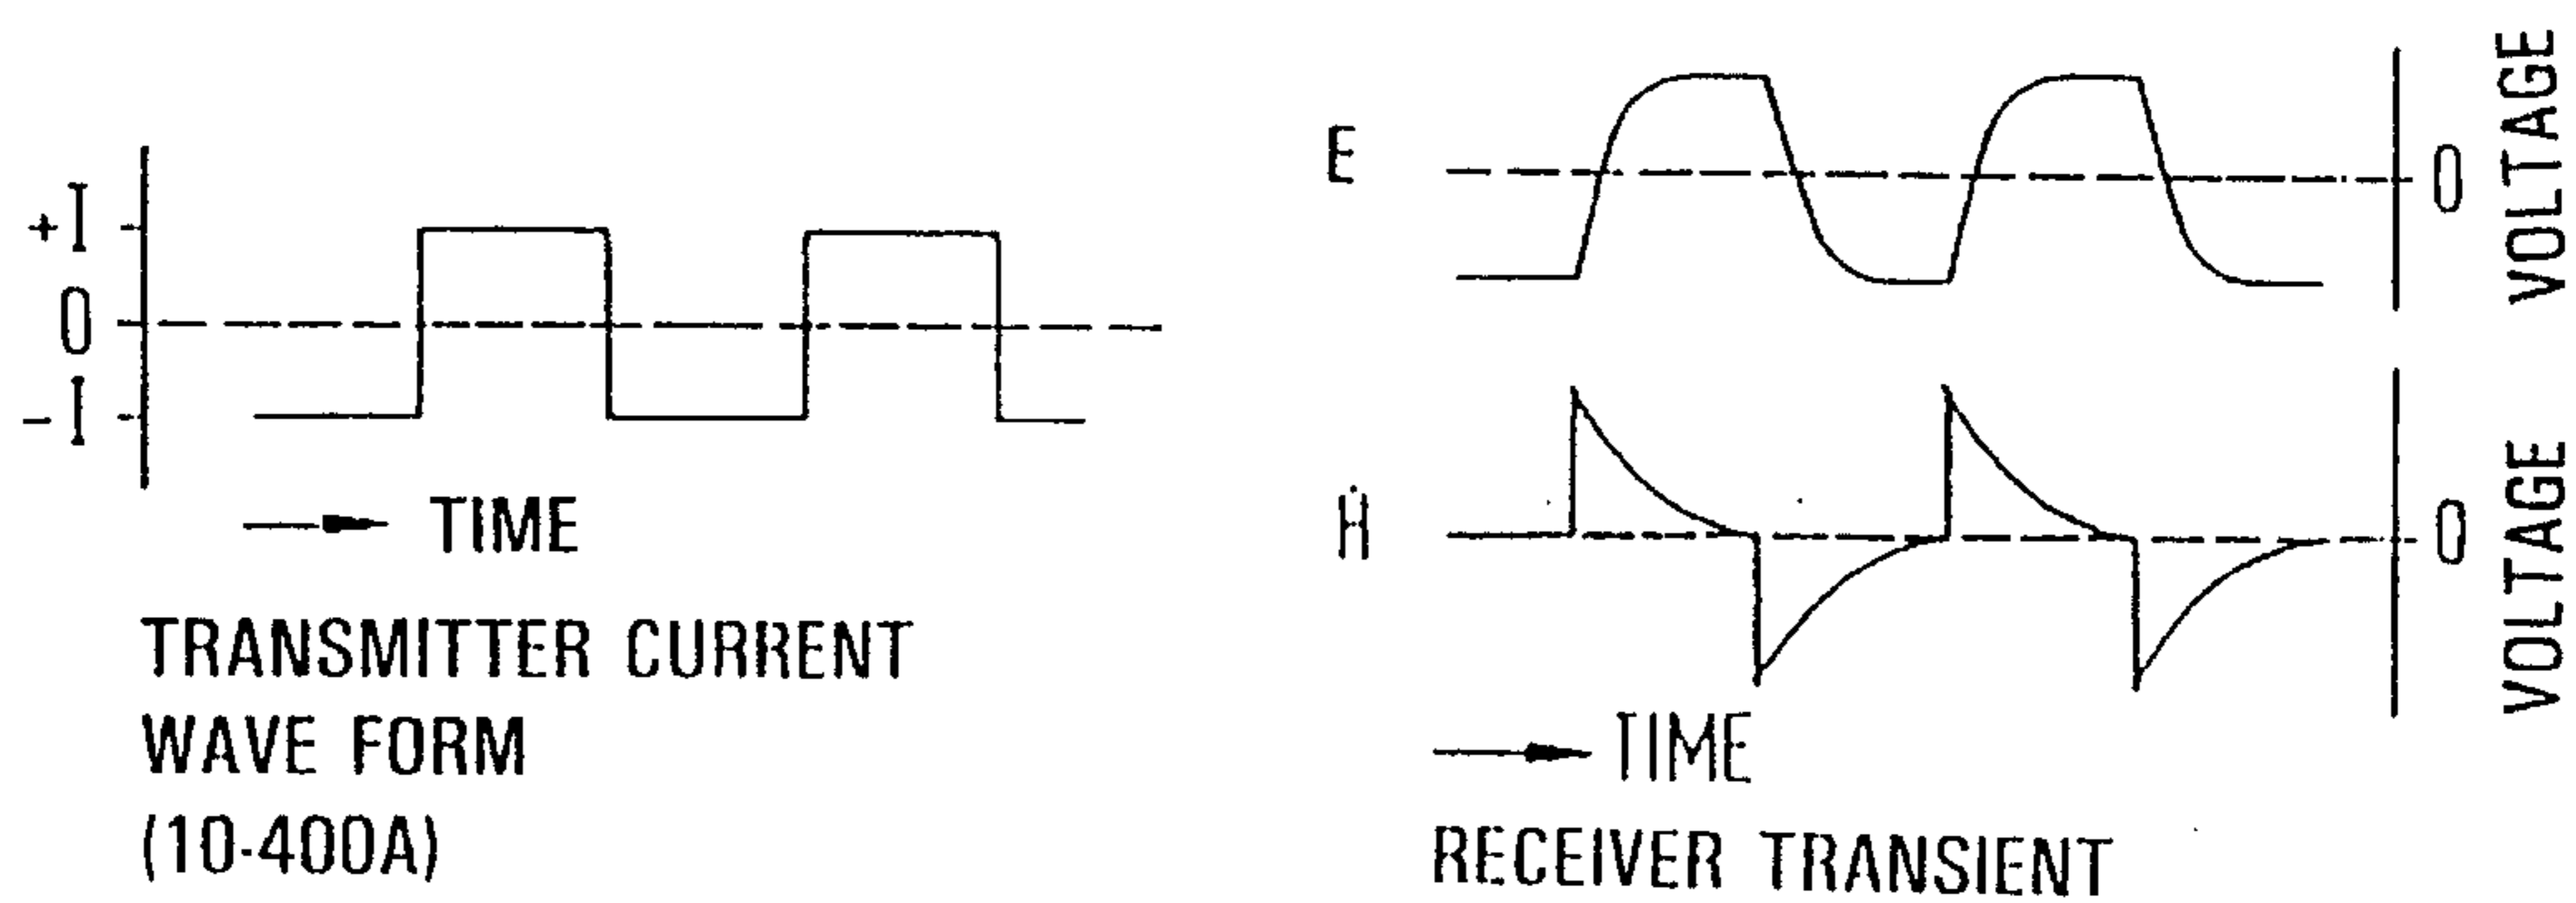 +I
0
-I
TIME
TRANSMITTER CURRENT
WAVE FORM
(10-400A)
E
0
VOLTAGE
Ḣ
0
VOLTAGE
TIME
RECEIVER TRANSIENT